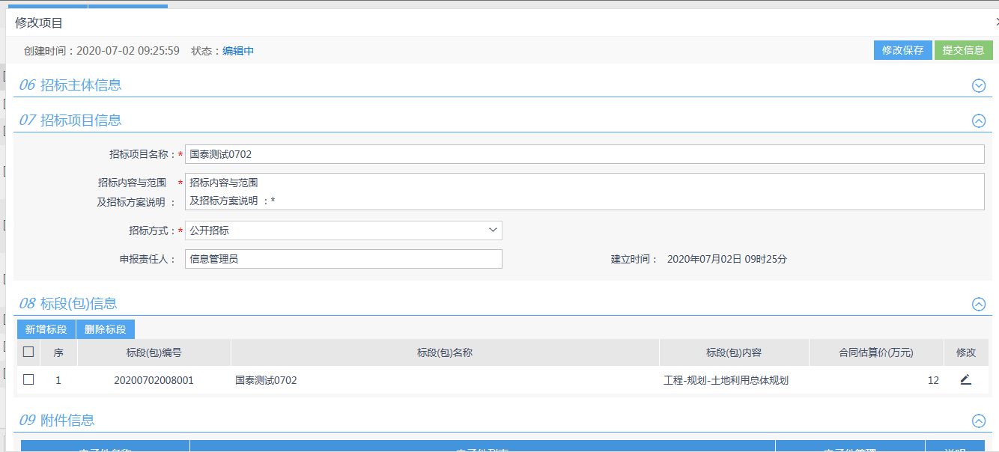 修改项目
创建时间：2020-07-02 09:25:59 状态：编辑中 修改保存 提交信息
06 招标主体信息
07 招标项目信息
招标项目名称：* 国泰测试0702
招标内容与范围 * 招标内容与范围
及招标方案说明 ： 及招标方案说明 ：*
招标方式：* 公开招标
申报责任人： 信息管理员 建立时间： 2020年07月02日 09时25分
08 标段(包)信息
新增标段 删除标段
序 标段(包)编号 标段(包)名称 标段(包)内容 合同估算价(万元) 修改
1 20200702008001 国泰测试0702 工程-规划-土地利用总体规划 12
09 附件信息